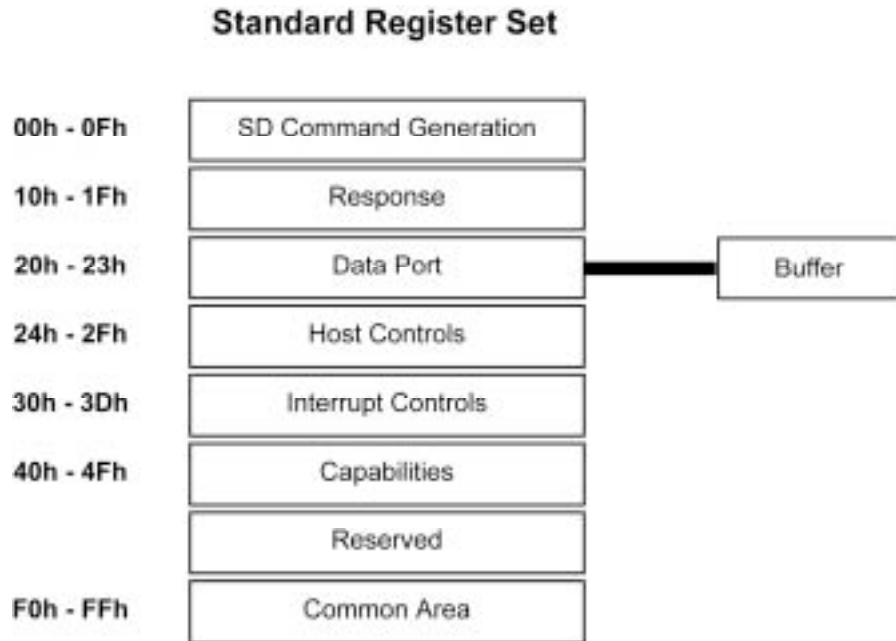 Standard Register Set
00h - 0Fh SD Command Generation
10h - 1Fh Response
20h - 23h Data Port Buffer
24h - 2Fh Host Controls
30h - 3Dh Interrupt Controls
40h - 4Fh Capabilities
Reserved
F0h - FFh Common Area